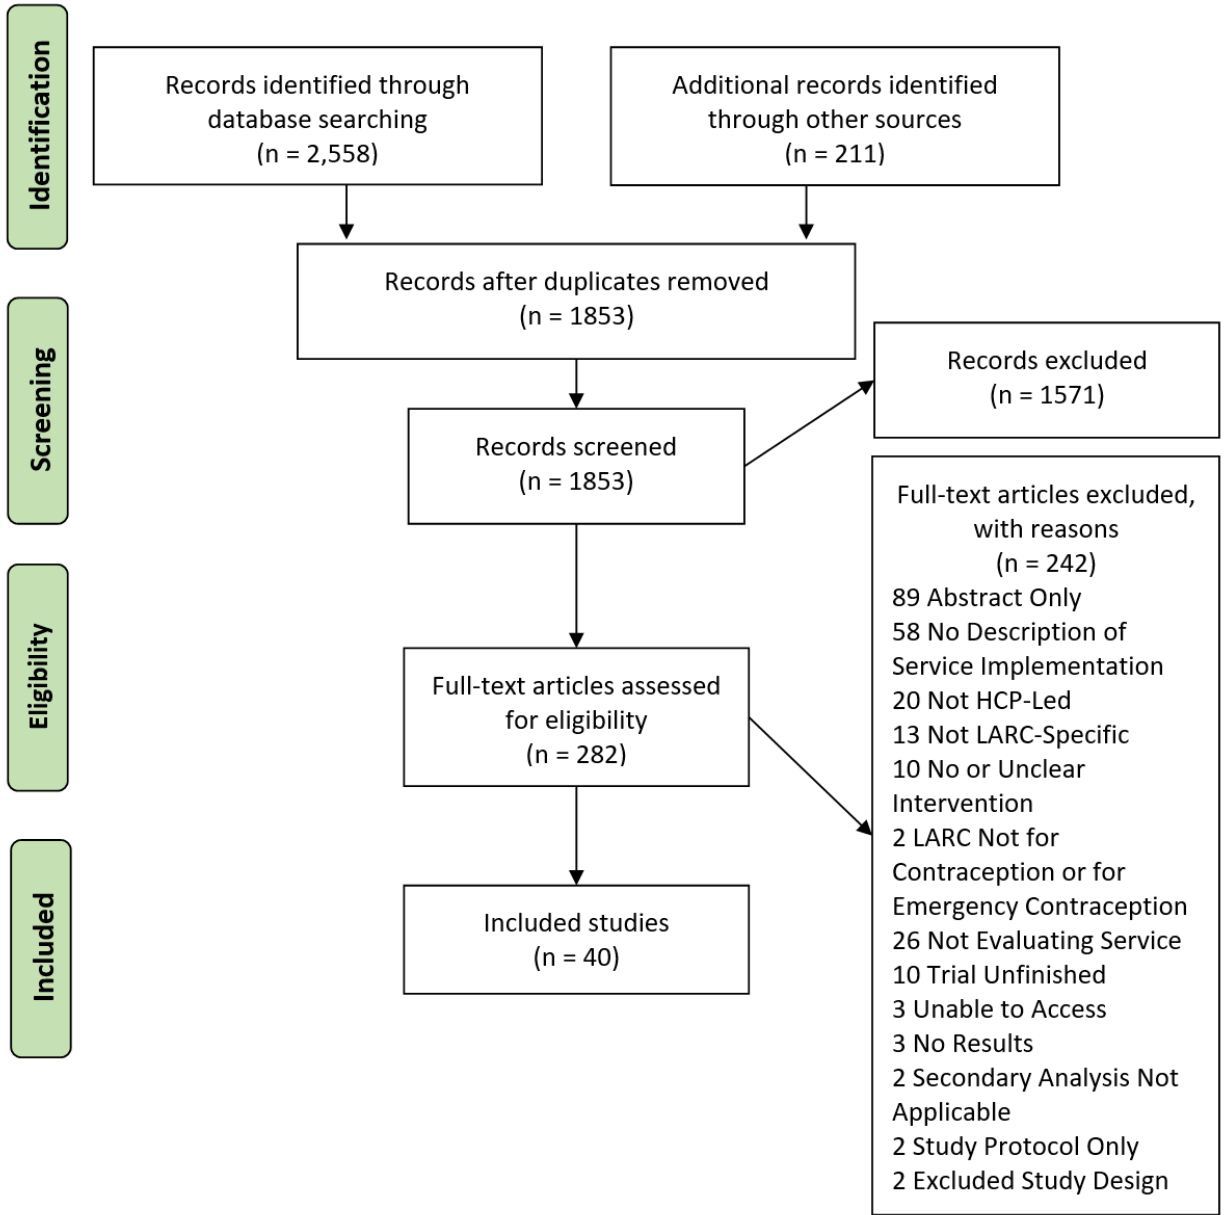 Identification
Records identified through
database searching
(n = 2,558)
Additional records identified
through other sources
(n = 211)
Records after duplicates removed
(n = 1853)
Screening
Records screened
(n = 1853)
Records excluded
(n = 1571)
Eligibility
Full-text articles assessed
for eligibility
(n = 282)
Full-text articles excluded,
with reasons
(n = 242)
89 Abstract Only
58 No Description of
Service Implementation
20 Not HCP-Led
13 Not LARC-Specific
10 No or Unclear
Intervention
2 LARC Not for
Contraception or for
Emergency Contraception
26 Not Evaluating Service
10 Trial Unfinished
3 Unable to Access
3 No Results
2 Secondary Analysis Not
Applicable
2 Study Protocol Only
2 Excluded Study Design
Included
Included studies
(n = 40)